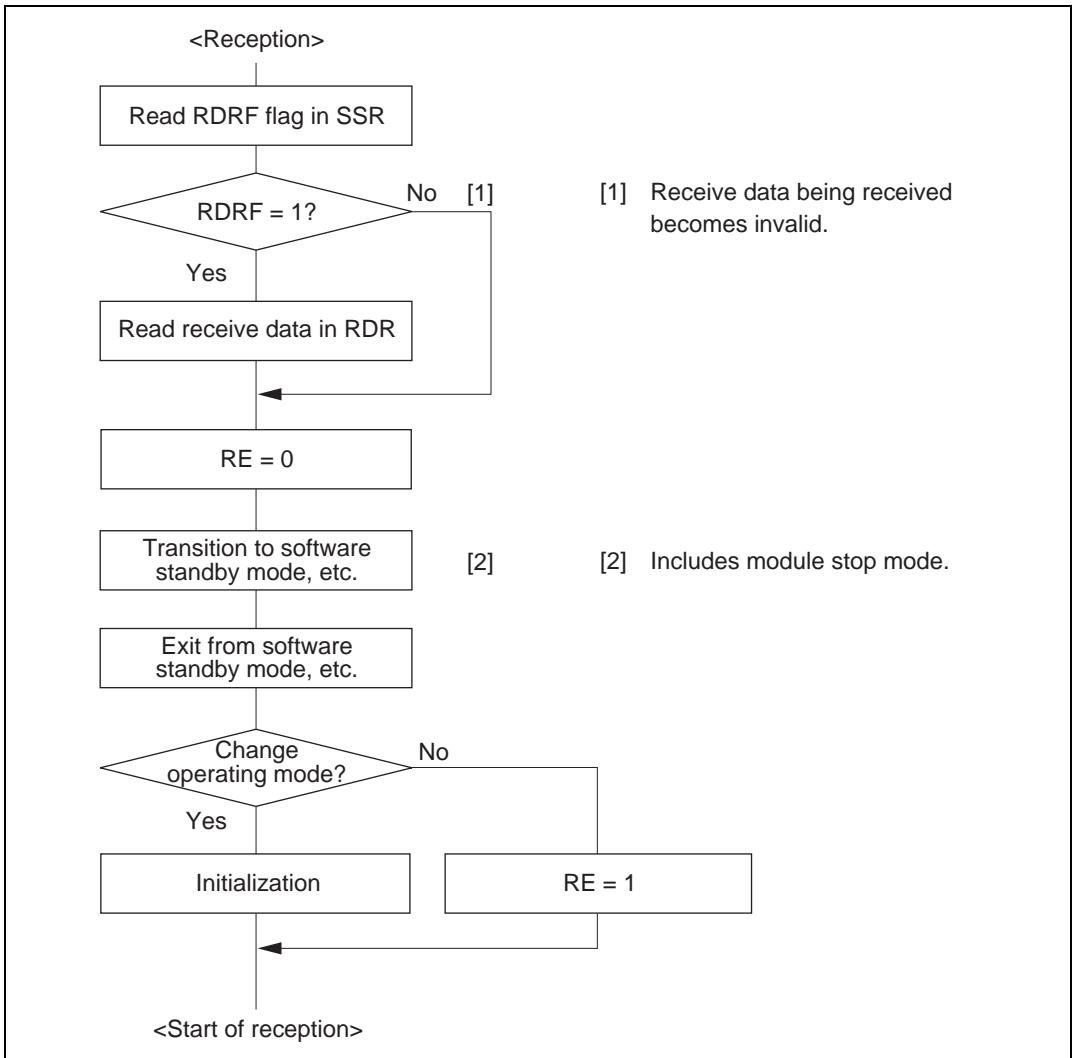 <Reception>
Read RDRF flag in SSR
RDRF = 1?
No [1]
[1] Receive data being received
becomes invalid.
Yes
Read receive data in RDR
RE = 0
Transition to software
standby mode, etc.
[2]
[2] Includes module stop mode.
Exit from software
standby mode, etc.
Change
operating mode?
No
Yes
Initialization
RE = 1
<Start of reception>